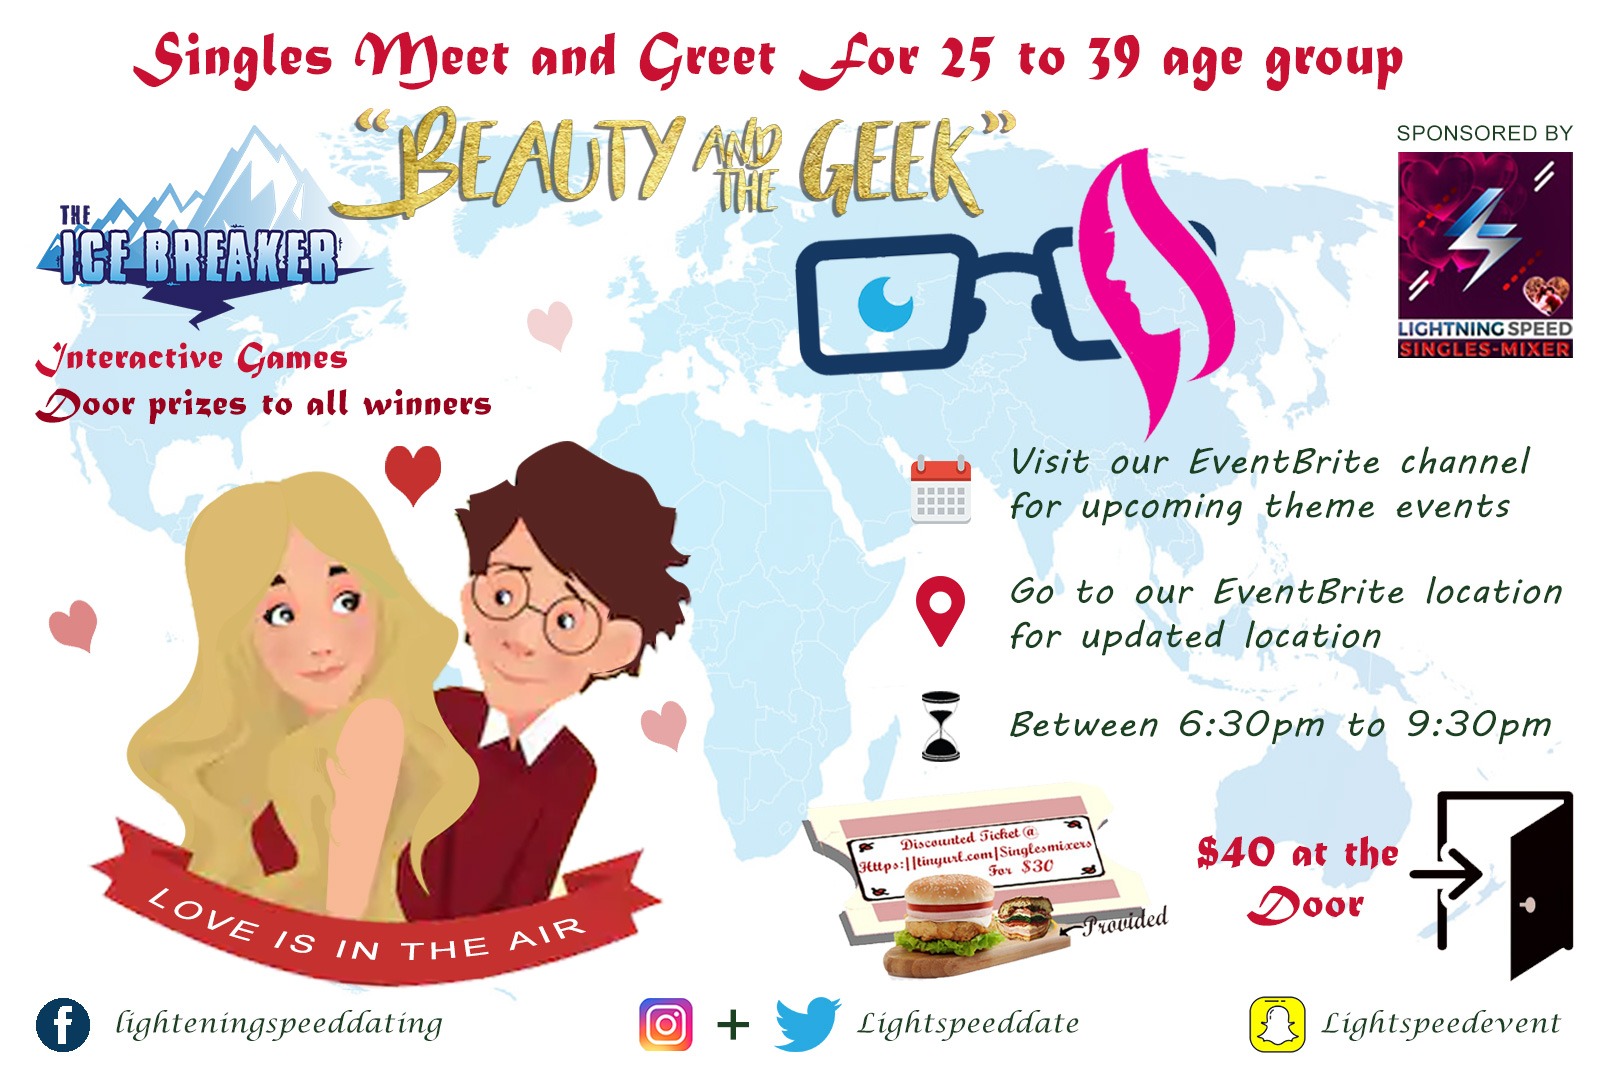 Singles Meet and Greet For 25 to 39 age group
"BEAUTY AND THE GEEK"
SPONSORED BY
LIGHTNING SPEED
SINGLES-MIXER
THE
ICE BREAKER
Interactive Games
Door prizes to all winners
Visit our EventBrite channel
for upcoming theme events
Go to our EventBrite location
for updated location
Between 6:30pm to 9:30pm
Discounted Ticket @
Https://tinyurl.com/Singlesmixers
For $30
Provided
$40 at the
Door
LOVE IS IN THE AIR
lighteningspeeddating
+
Lightspeeddate
Lightspeedevent